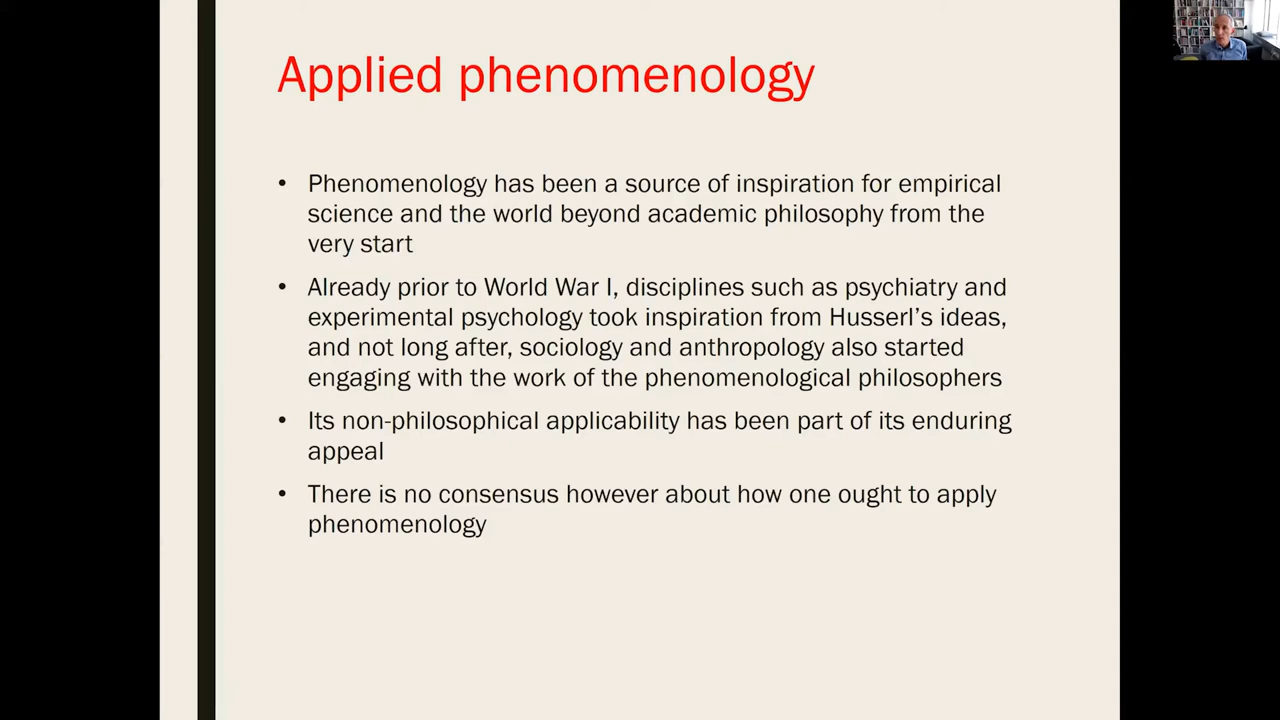 Applied phenomenology
• Phenomenology has been a source of inspiration for empirical
science and the world beyond academic philosophy from the
very start
• Already prior to World War I, disciplines such as psychiatry and
experimental psychology took inspiration from Husserl’s ideas,
and not long after, sociology and anthropology also started
engaging with the work of the phenomenological philosophers
• Its non-philosophical applicability has been part of its enduring
appeal
• There is no consensus however about how one ought to apply
phenomenology